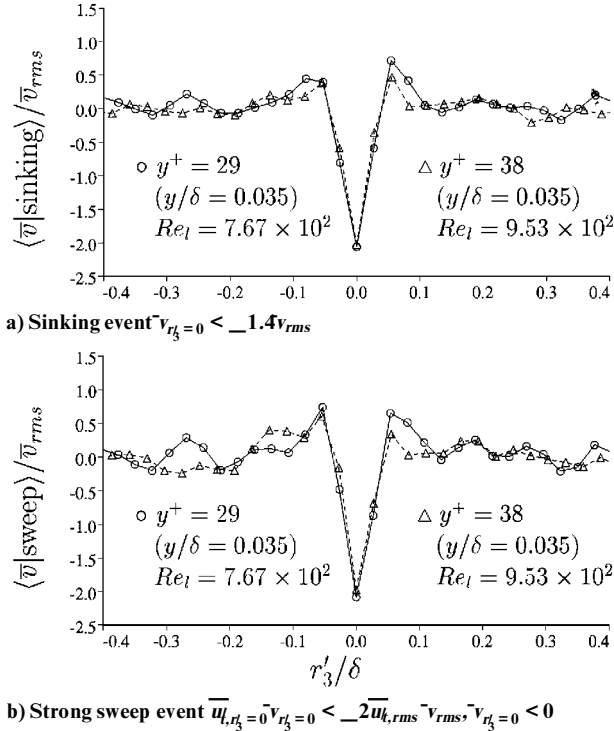 1.5
1.0
0.5
0.0
-0.5
-1.0
-1.5
-2.0
-2.5
⟨v̅|sinking⟩/v̅rms
○ y⁺ = 29
(y/δ = 0.035)
Reₗ = 7.67 × 10²
△ y⁺ = 38
(y/δ = 0.035)
Reₗ = 9.53 × 10²
-0.4 -0.3 -0.2 -0.1 0.0 0.1 0.2 0.3 0.4
a) Sinking event ¯v r′3 = 0 < _1.4¯v rms
1.5
1.0
0.5
0.0
-0.5
-1.0
-1.5
-2.0
-2.5
⟨v̅|sweep⟩/v̅rms
○ y⁺ = 29
(y/δ = 0.035)
Reₗ = 7.67 × 10²
△ y⁺ = 38
(y/δ = 0.035)
Reₗ = 9.53 × 10²
-0.4 -0.3 -0.2 -0.1 0.0 0.1 0.2 0.3 0.4
r′₃/δ
b) Strong sweep event u̅ l, r′3 = 0 ¯v r′3 = 0 < _2u̅ l, rms ¯v rms, ¯v r′3 = 0 < 0